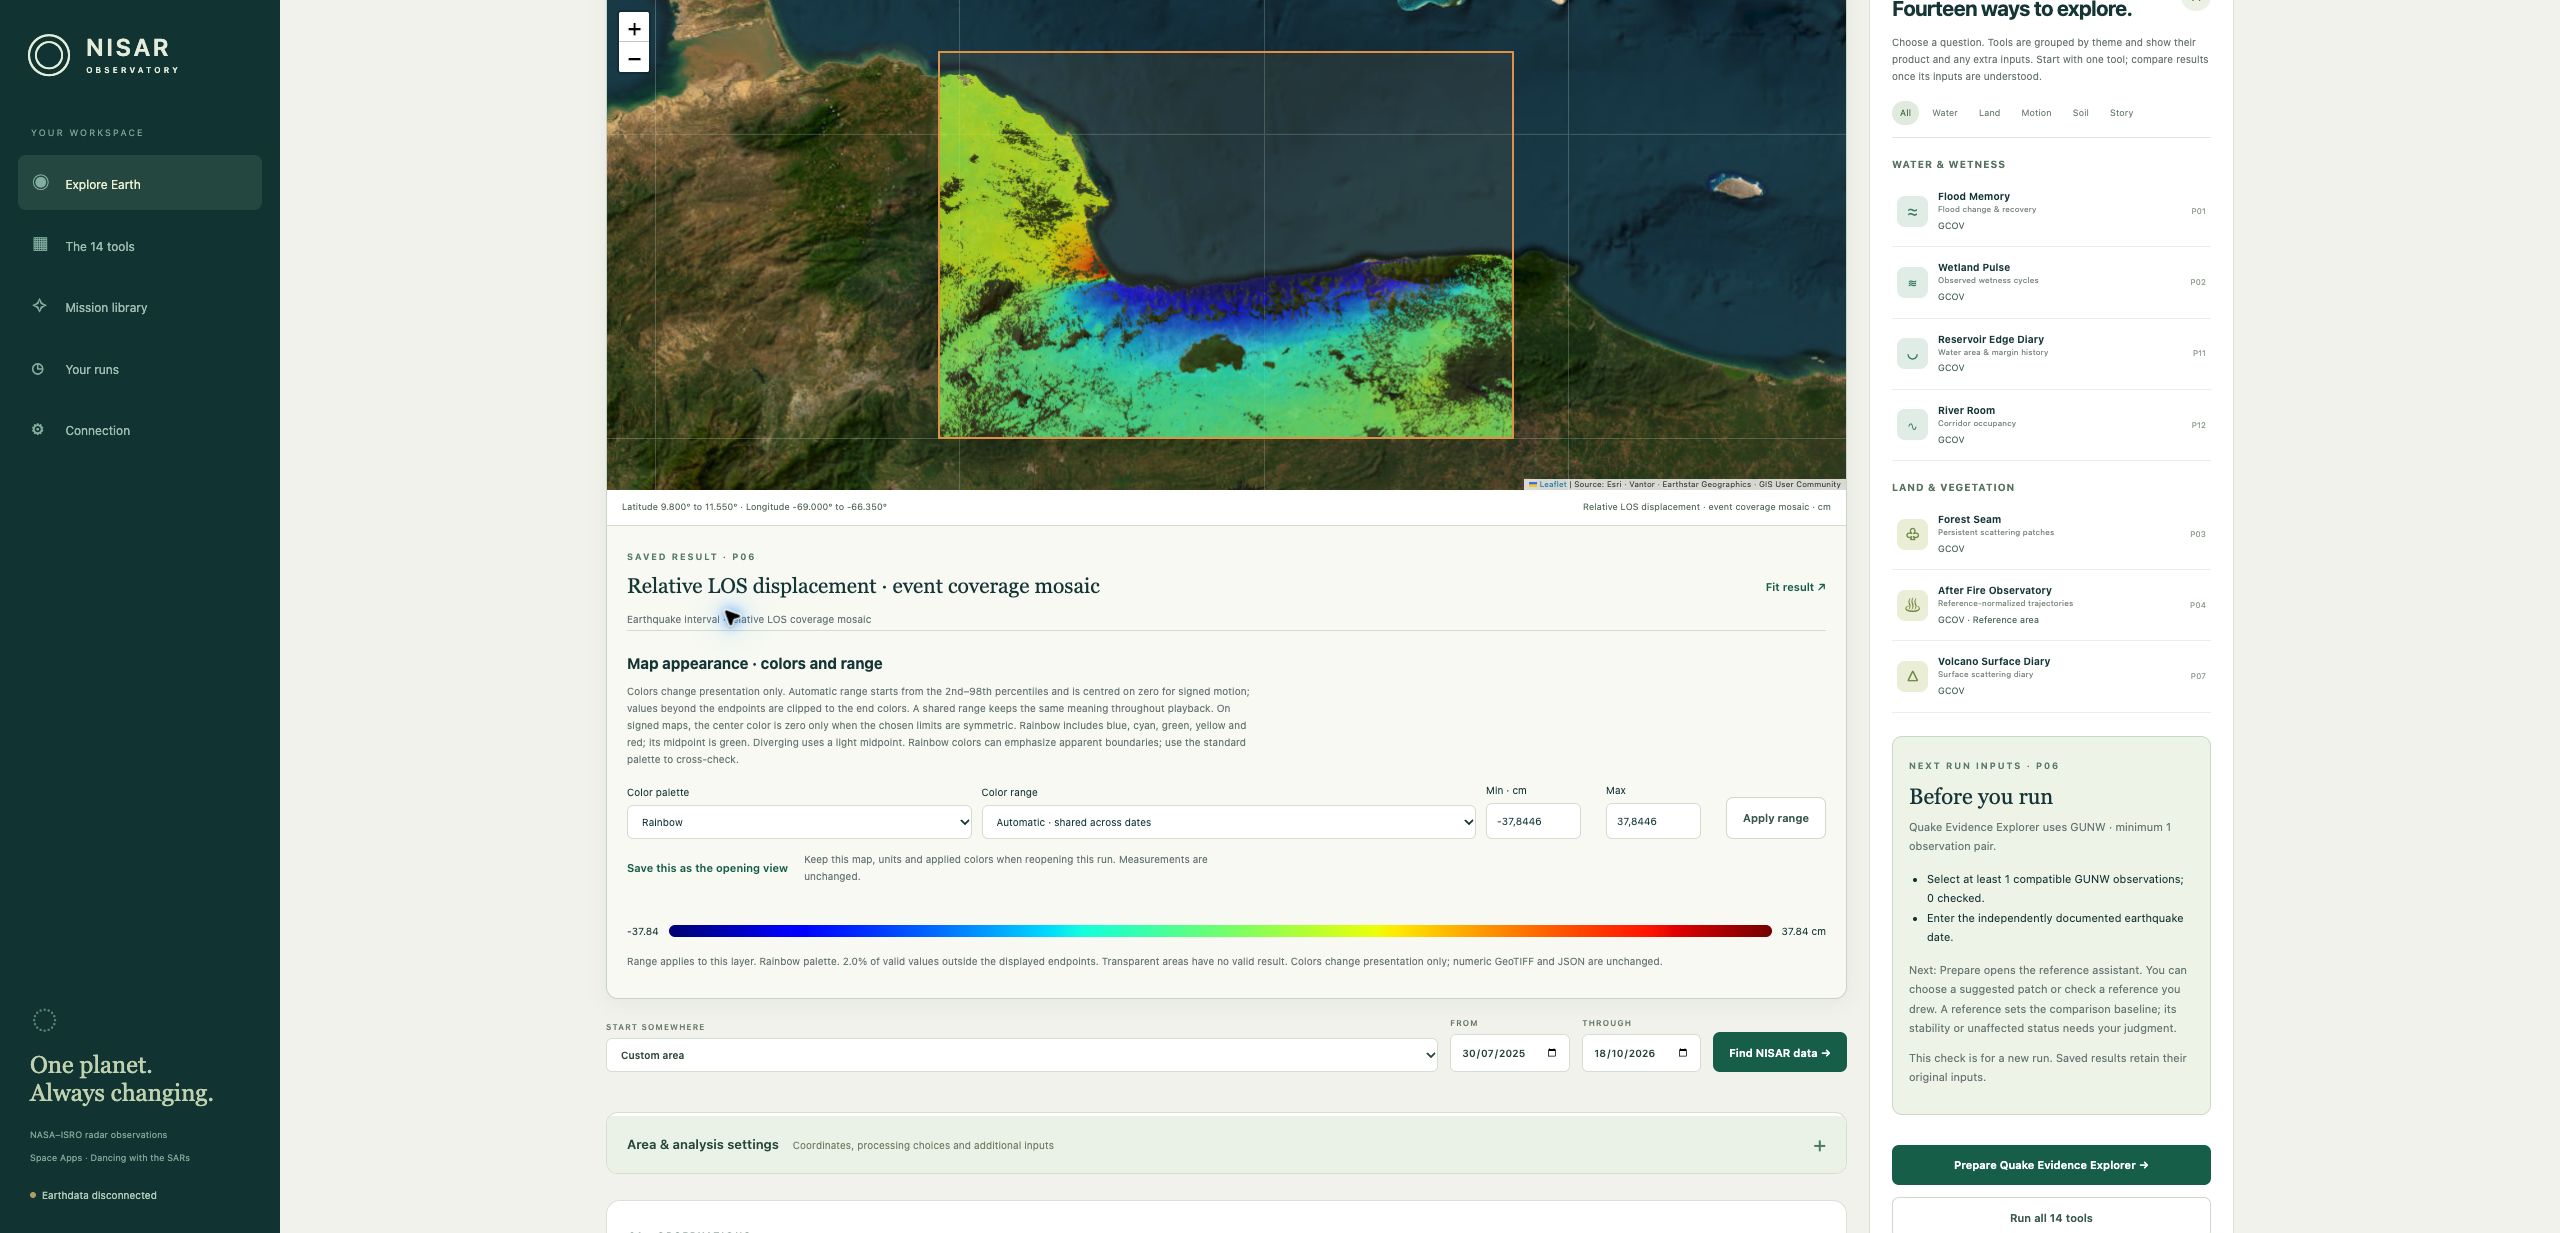 NISAR
OBSERVATORY
YOUR WORKSPACE
Explore Earth
The 14 tools
Mission library
Your runs
Connection
One planet.
Always changing.
NASA–ISRO radar observations
Space Apps · Dancing with the SARs
Earthdata disconnected
+
−
Leaflet | Source: Esri · Vantor · Earthstar Geographics · GIS User Community
Latitude 9.800° to 11.550° · Longitude -69.000° to -66.350°
Relative LOS displacement · event coverage mosaic · cm
SAVED RESULT · P06
Relative LOS displacement · event coverage mosaic
Fit result ↗
Earthquake interval · relative LOS coverage mosaic
Map appearance · colors and range
Colors change presentation only. Automatic range starts from the 2nd–98th percentiles and is centred on zero for signed motion;
values beyond the endpoints are clipped to the end colors. A shared range keeps the same meaning throughout playback. On
signed maps, the center color is zero only when the chosen limits are symmetric. Rainbow includes blue, cyan, green, yellow and
red; its midpoint is green. Diverging uses a light midpoint. Rainbow colors can emphasize apparent boundaries; use the standard
palette to cross-check.
Color palette
Color range
Min · cm
Max
Rainbow
Automatic · shared across dates
-37,8446
37,8446
Apply range
Save this as the opening view
Keep this map, units and applied colors when reopening this run. Measurements are
unchanged.
-37.84
37.84 cm
Range applies to this layer. Rainbow palette. 2.0% of valid values outside the displayed endpoints. Transparent areas have no valid result. Colors change presentation only; numeric GeoTIFF and JSON are unchanged.
START SOMEWHERE
FROM
THROUGH
Custom area
30/07/2025
18/10/2026
Find NISAR data →
Area & analysis settings
Coordinates, processing choices and additional inputs
+
Fourteen ways to explore.
Choose a question. Tools are grouped by theme and show their
product and any extra inputs. Start with one tool; compare results
once its inputs are understood.
All
Water
Land
Motion
Soil
Story
WATER & WETNESS
Flood Memory
Flood change & recovery
GCOV
P01
Wetland Pulse
Observed wetness cycles
GCOV
P02
Reservoir Edge Diary
Water area & margin history
GCOV
P11
River Room
Corridor occupancy
GCOV
P12
LAND & VEGETATION
Forest Seam
Persistent scattering patches
GCOV
P03
After Fire Observatory
Reference-normalized trajectories
GCOV · Reference area
P04
Volcano Surface Diary
Surface scattering diary
GCOV
P07
NEXT RUN INPUTS · P06
Before you run
Quake Evidence Explorer uses GUNW · minimum 1
observation pair.
• Select at least 1 compatible GUNW observations;
0 checked.
• Enter the independently documented earthquake
date.
Next: Prepare opens the reference assistant. You can
choose a suggested patch or check a reference you
drew. A reference sets the comparison baseline; its
stability or unaffected status needs your judgment.
This check is for a new run. Saved results retain their
original inputs.
Prepare Quake Evidence Explorer →
Run all 14 tools